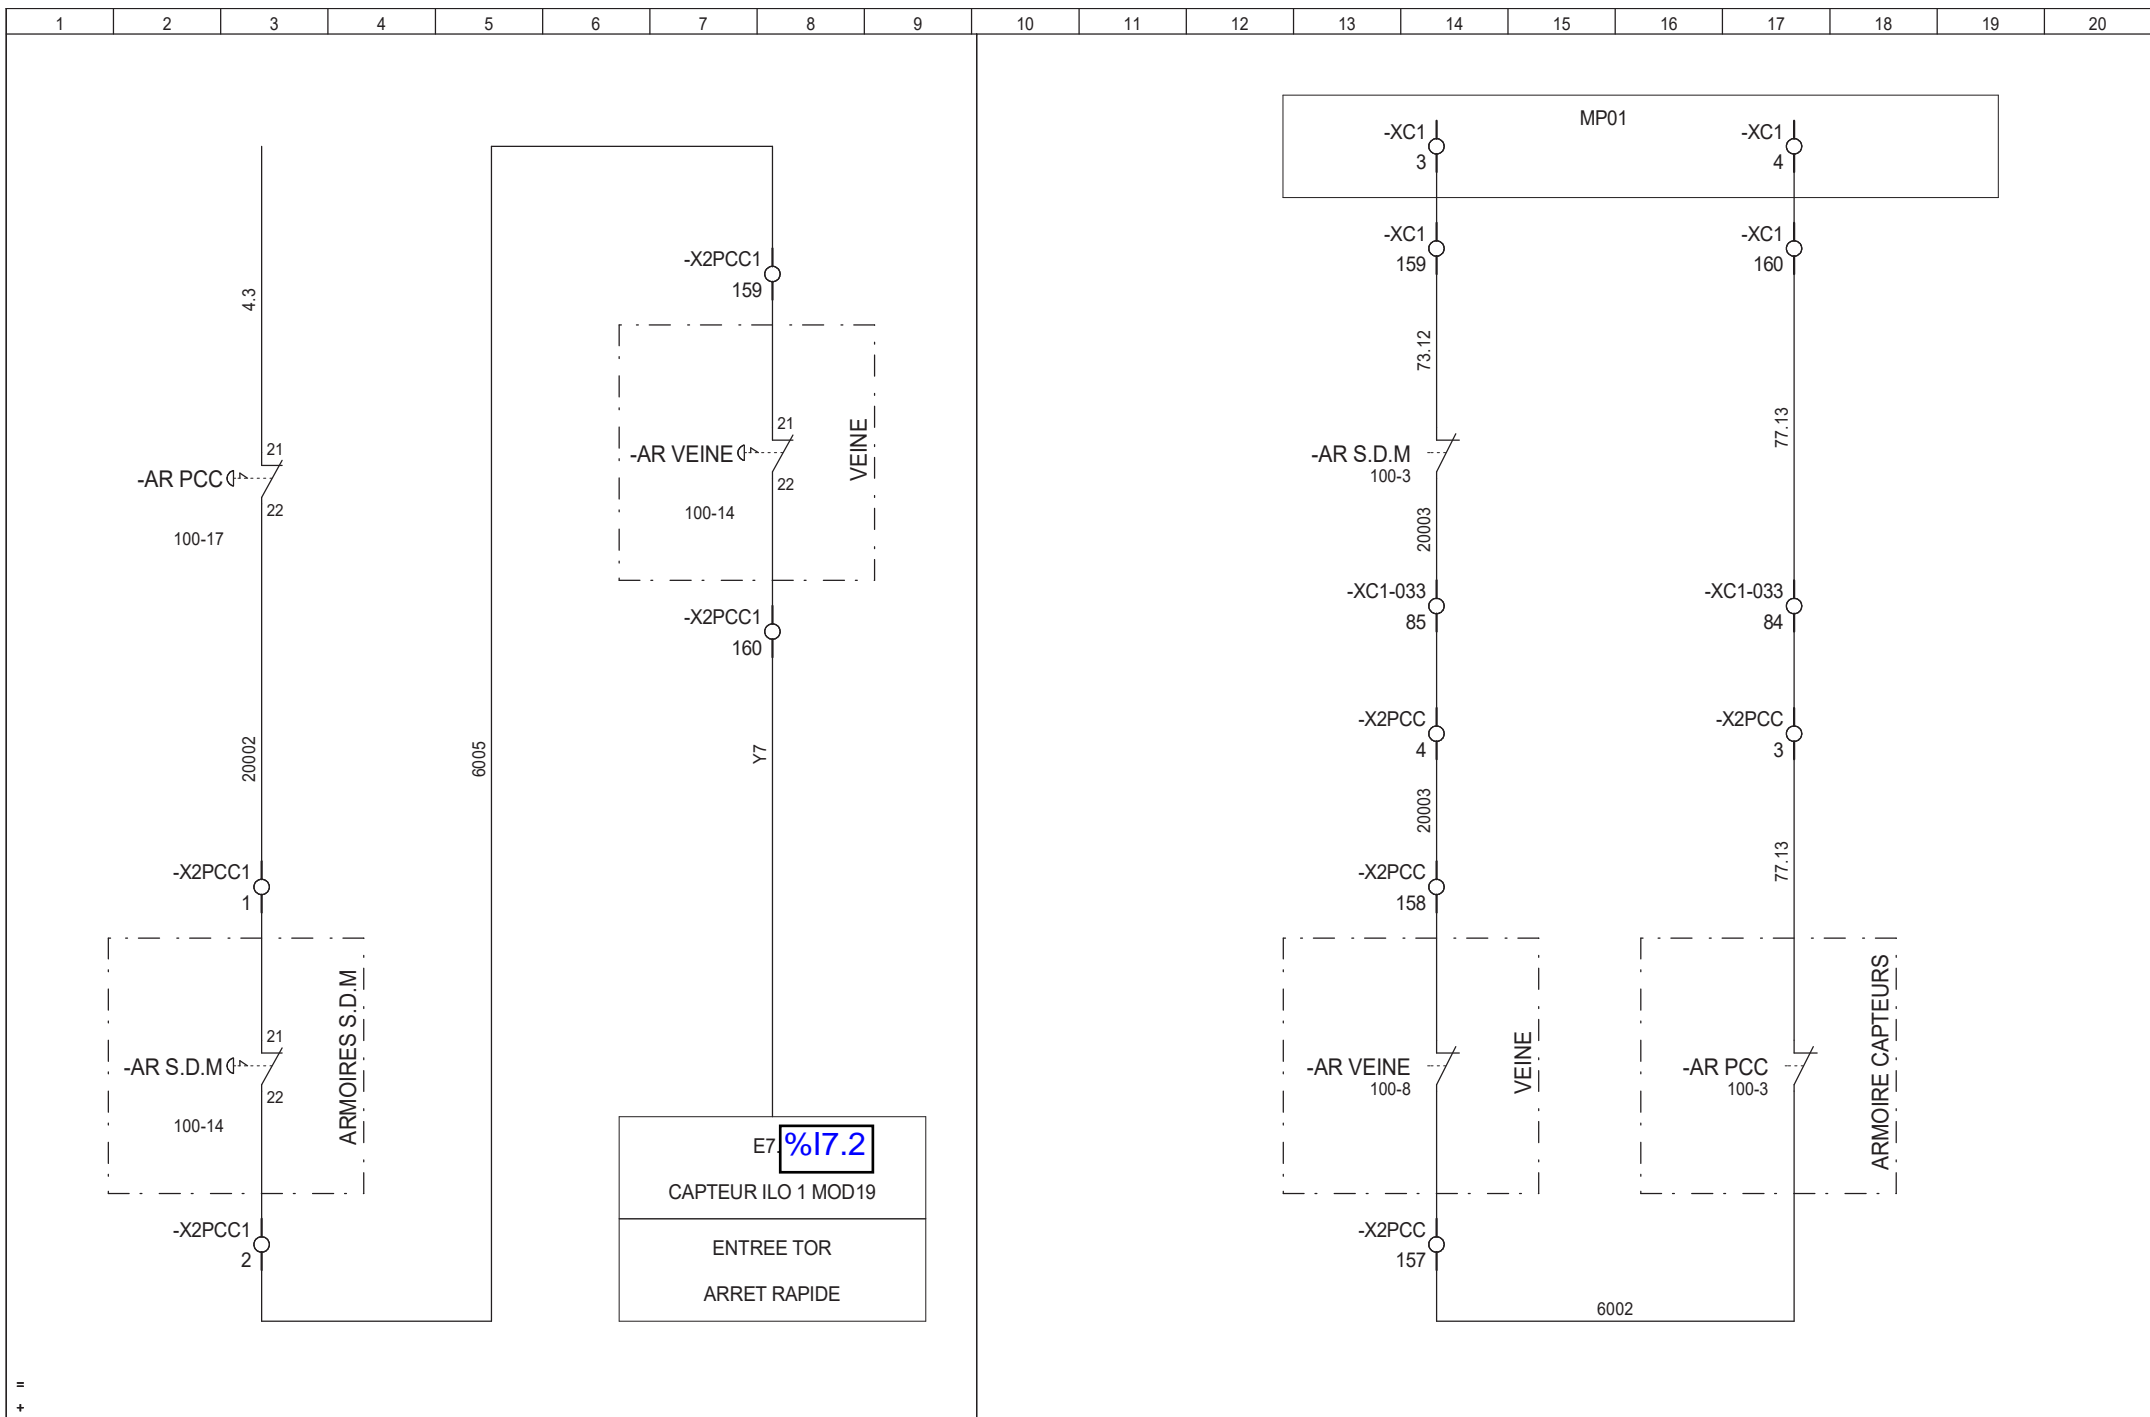 1 2 3 4 5 6 7 8 9 10 11 12 13 14 15 16 17 18 19 20
4.3
-AR PCC
21
22
100-17
20002
-X2PCC1
1
ARMOIRES S.D.M
-AR S.D.M
21
22
100-14
-X2PCC1
2
6005
-X2PCC1
159
VEINE
-AR VEINE
21
22
100-14
-X2PCC1
160
Y7
E7. %I7.2
CAPTEUR ILO 1 MOD19
ENTREE TOR
ARRET RAPIDE
MP01
-XC1
3
-XC1
159
73.12
-AR S.D.M
100-3
20003
-XC1-033
85
-X2PCC
4
20003
-X2PCC
158
VEINE
-AR VEINE
100-8
-X2PCC
157
6002
-XC1
4
-XC1
160
77.13
-XC1-033
84
-X2PCC
3
77.13
ARMOIRE CAPTEURS
-AR PCC
100-3
=
+